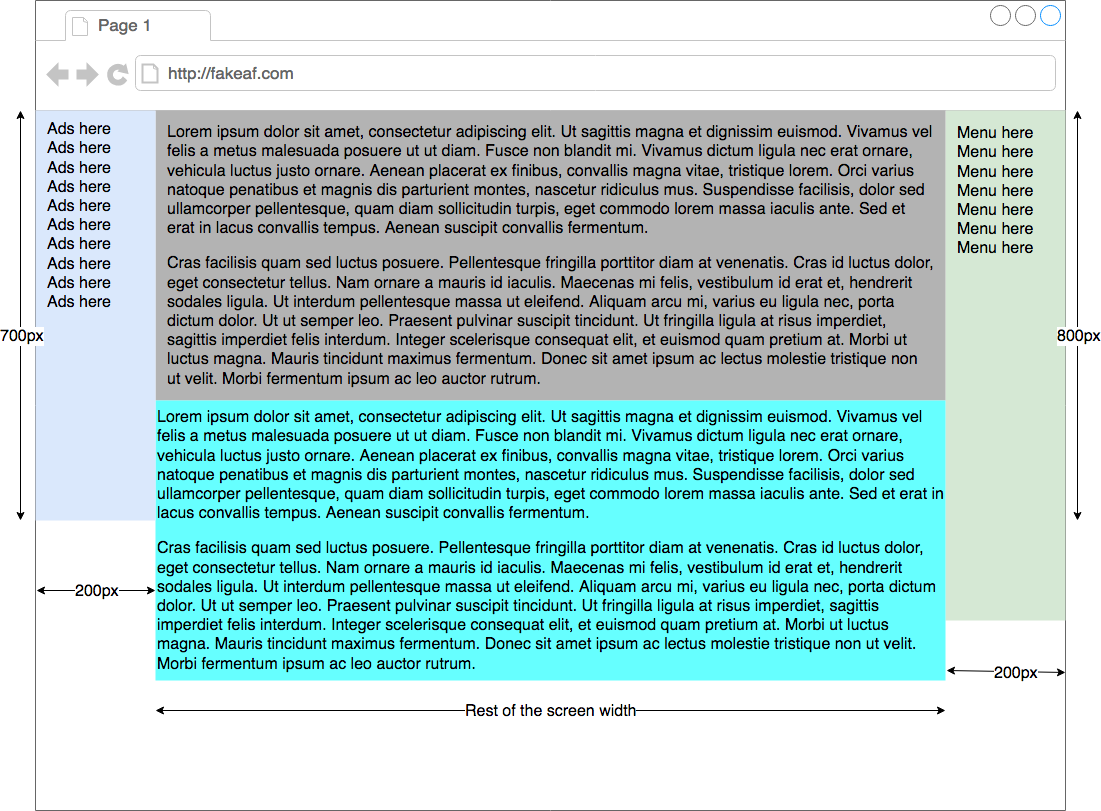 Page 1
http://fakeaf.com
Ads here
Ads here
Ads here
Ads here
Ads here
Ads here
Ads here
Ads here
Ads here
Ads here
700px
200px
Lorem ipsum dolor sit amet, consectetur adipiscing elit. Ut sagittis magna et dignissim euismod. Vivamus vel
felis a metus malesuada posuere ut ut diam. Fusce non blandit mi. Vivamus dictum ligula nec erat ornare,
vehicula luctus justo ornare. Aenean placerat ex finibus, convallis magna vitae, tristique lorem. Orci varius
natoque penatibus et magnis dis parturient montes, nascetur ridiculus mus. Suspendisse facilisis, dolor sed
ullamcorper pellentesque, quam diam sollicitudin turpis, eget commodo lorem massa iaculis ante. Sed et
erat in lacus convallis tempus. Aenean suscipit convallis fermentum.
Cras facilisis quam sed luctus posuere. Pellentesque fringilla porttitor diam at venenatis. Cras id luctus dolor,
eget consectetur tellus. Nam ornare a mauris id iaculis. Maecenas mi felis, vestibulum id erat et, hendrerit
sodales ligula. Ut interdum pellentesque massa ut eleifend. Aliquam arcu mi, varius eu ligula nec, porta
dictum dolor. Ut ut semper leo. Praesent pulvinar suscipit tincidunt. Ut fringilla ligula at risus imperdiet,
sagittis imperdiet felis interdum. Integer scelerisque consequat elit, et euismod quam pretium at. Morbi ut
luctus magna. Mauris tincidunt maximus fermentum. Donec sit amet ipsum ac lectus molestie tristique non
ut velit. Morbi fermentum ipsum ac leo auctor rutrum.
Lorem ipsum dolor sit amet, consectetur adipiscing elit. Ut sagittis magna et dignissim euismod. Vivamus vel
felis a metus malesuada posuere ut ut diam. Fusce non blandit mi. Vivamus dictum ligula nec erat ornare,
vehicula luctus justo ornare. Aenean placerat ex finibus, convallis magna vitae, tristique lorem. Orci varius
natoque penatibus et magnis dis parturient montes, nascetur ridiculus mus. Suspendisse facilisis, dolor sed
ullamcorper pellentesque, quam diam sollicitudin turpis, eget commodo lorem massa iaculis ante. Sed et erat in
lacus convallis tempus. Aenean suscipit convallis fermentum.
Cras facilisis quam sed luctus posuere. Pellentesque fringilla porttitor diam at venenatis. Cras id luctus dolor,
eget consectetur tellus. Nam ornare a mauris id iaculis. Maecenas mi felis, vestibulum id erat et, hendrerit
sodales ligula. Ut interdum pellentesque massa ut eleifend. Aliquam arcu mi, varius eu ligula nec, porta dictum
dolor. Ut ut semper leo. Praesent pulvinar suscipit tincidunt. Ut fringilla ligula at risus imperdiet, sagittis
imperdiet felis interdum. Integer scelerisque consequat elit, et euismod quam pretium at. Morbi ut luctus
magna. Mauris tincidunt maximus fermentum. Donec sit amet ipsum ac lectus molestie tristique non ut velit.
Morbi fermentum ipsum ac leo auctor rutrum.
Rest of the screen width
Menu here
Menu here
Menu here
Menu here
Menu here
Menu here
Menu here
800px
200px